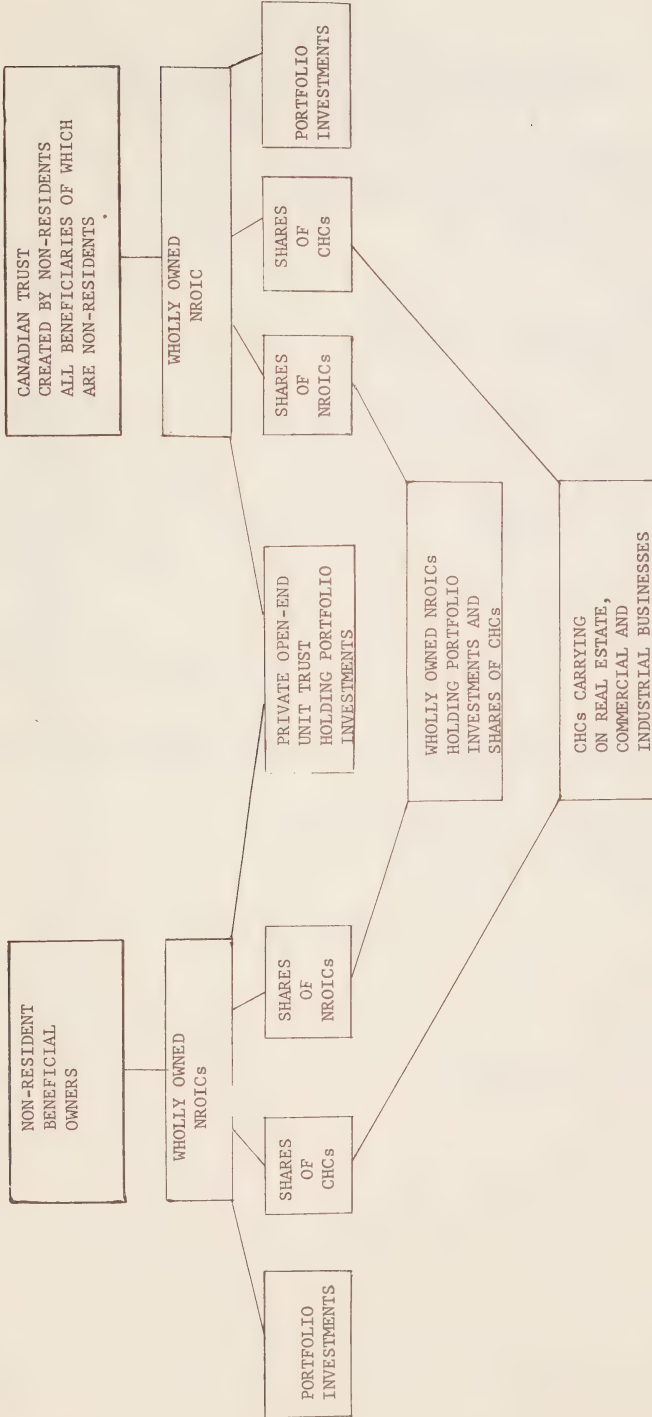 NON-RESIDENT
BENEFICIAL
OWNERS
CANADIAN TRUST
CREATED BY NON-RESIDENTS
ALL BENEFICIARIES OF WHICH
ARE NON-RESIDENTS
WHOLLY OWNED
NROICs
WHOLLY OWNED
NROIC
PORTFOLIO
INVESTMENTS
SHARES
OF
CHCs
SHARES
OF
NROICs
PRIVATE OPEN-END
UNIT TRUST
HOLDING PORTFOLIO
INVESTMENTS
SHARES
OF
NROICs
SHARES
OF
CHCs
PORTFOLIO
INVESTMENTS
WHOLLY OWNED NROICs
HOLDING PORTFOLIO
INVESTMENTS AND
SHARES OF CHCs
CHCs CARRYING
ON REAL ESTATE,
COMMERCIAL AND
INDUSTRIAL BUSINESSES